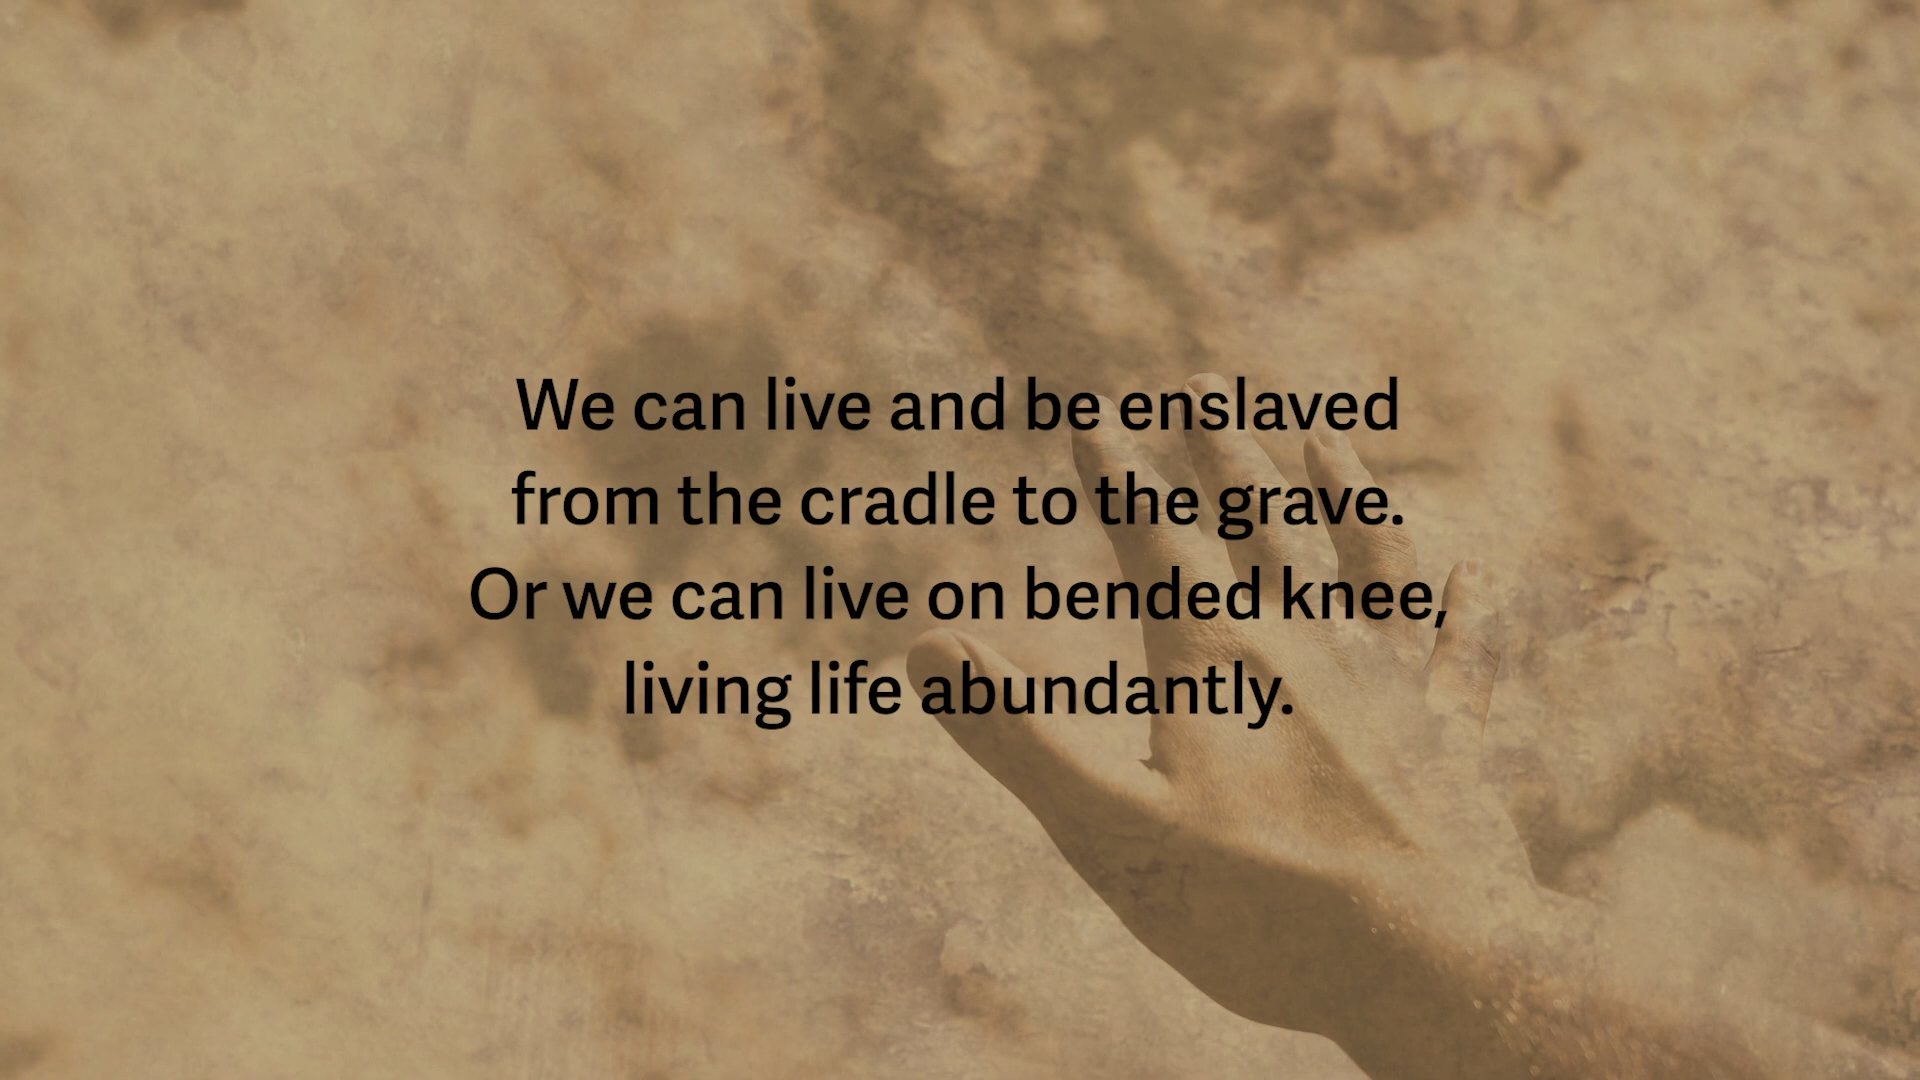 We can live and be enslaved
from the cradle to the grave.
Or we can live on bended knee,
living life abundantly.